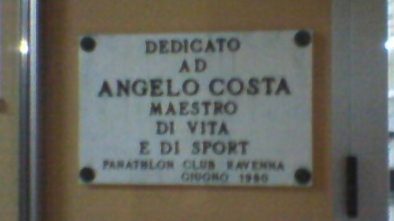 DEDICATO
AD
ANGELO COSTA
MAESTRO
DI VITA
E DI SPORT
PANATHLON CLUB RAVENNA
GIUGNO 1980